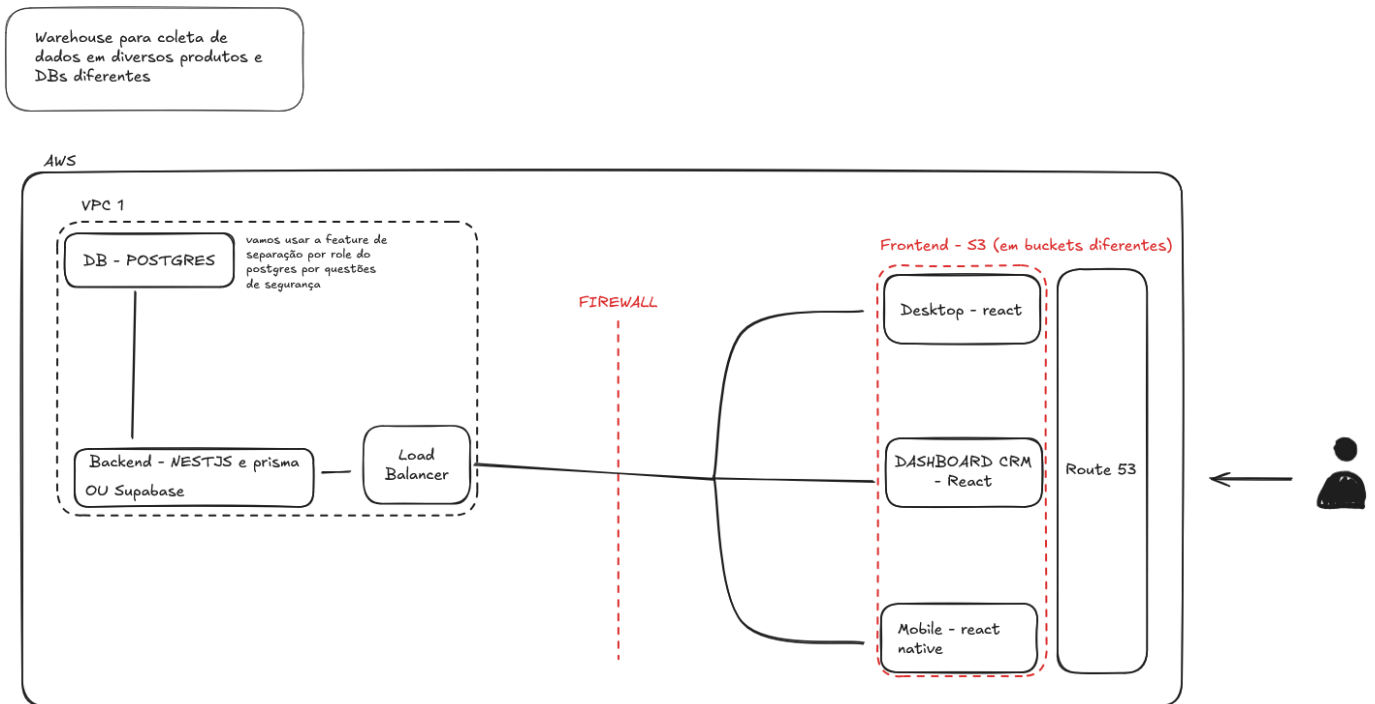 Warehouse para coleta de
dados em diversos produtos e
DBs diferentes
AWS
VPC 1
DB - POSTGRES
vamos usar a feature de
separação por role do
postgres por questões
de segurança
Backend - NESTJS e prisma
OU Supabase
Load
Balancer
FIREWALL
Frontend - S3 (em buckets diferentes)
Desktop - react
DASHBOARD CRM
- React
Mobile - react
native
Route 53